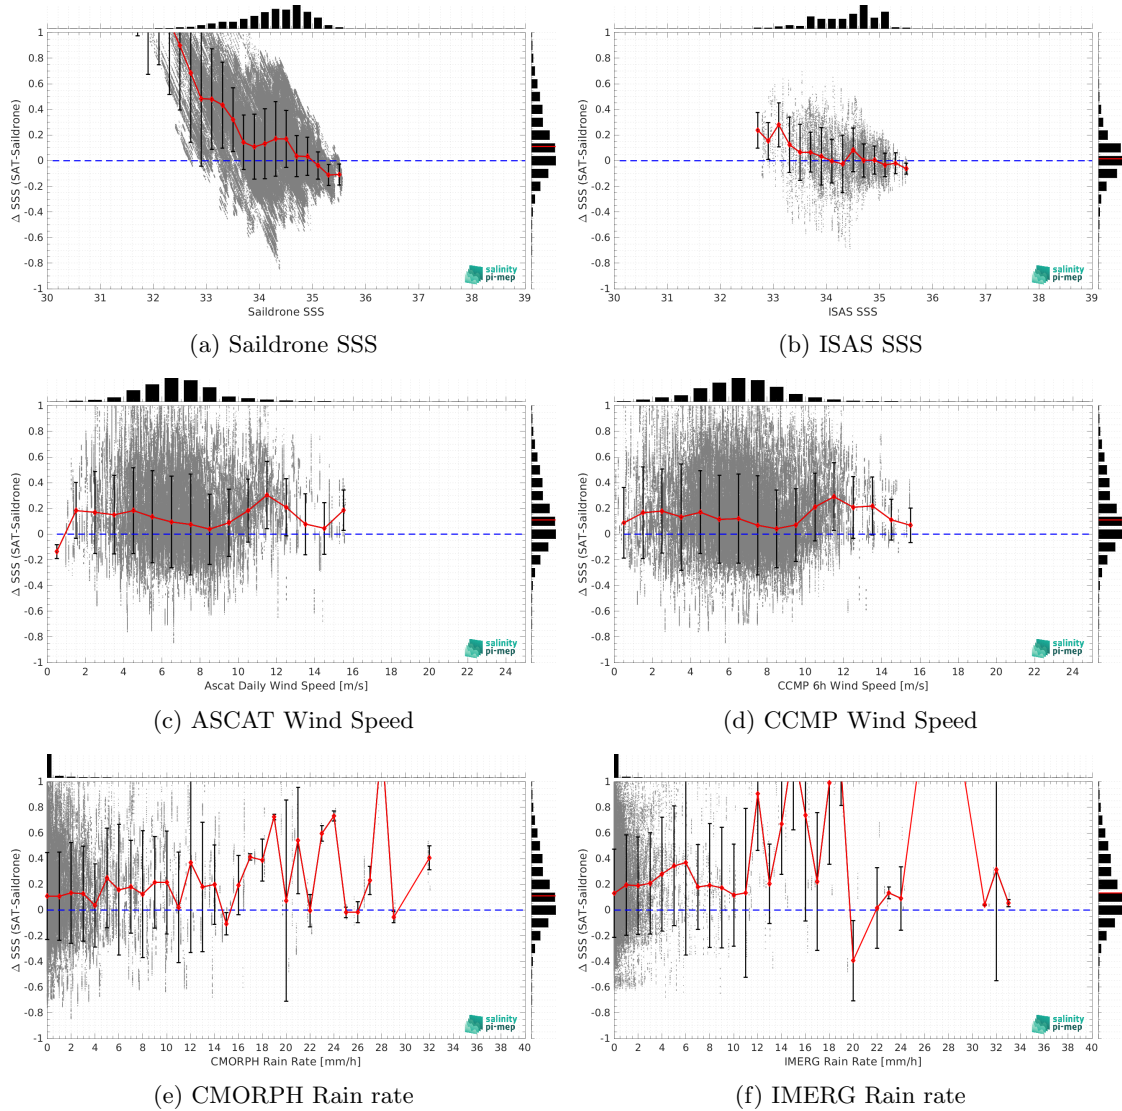 1
0.8
0.6
0.4
0.2
0
-0.2
-0.4
-0.6
-0.8
-1
Δ SSS (SAT-Saildrone)
30 31 32 33 34 35 36 37 38 39
Saildrone SSS
salinity
pi-mep
(a) Saildrone SSS
1
0.8
0.6
0.4
0.2
0
-0.2
-0.4
-0.6
-0.8
-1
Δ SSS (SAT-Saildrone)
30 31 32 33 34 35 36 37 38 39
ISAS SSS
salinity
pi-mep
(b) ISAS SSS
1
0.8
0.6
0.4
0.2
0
-0.2
-0.4
-0.6
-0.8
-1
Δ SSS (SAT-Saildrone)
0 2 4 6 8 10 12 14 16 18 20 22 24
Ascat Daily Wind Speed [m/s]
salinity
pi-mep
(c) ASCAT Wind Speed
1
0.8
0.6
0.4
0.2
0
-0.2
-0.4
-0.6
-0.8
-1
Δ SSS (SAT-Saildrone)
0 2 4 6 8 10 12 14 16 18 20 22 24
CCMP 6h Wind Speed [m/s]
salinity
pi-mep
(d) CCMP Wind Speed
1
0.8
0.6
0.4
0.2
0
-0.2
-0.4
-0.6
-0.8
-1
Δ SSS (SAT-Saildrone)
0 2 4 6 8 10 12 14 16 18 20 22 24 26 28 30 32 34 36 38 40
CMORPH Rain Rate [mm/h]
salinity
pi-mep
(e) CMORPH Rain rate
1
0.8
0.6
0.4
0.2
0
-0.2
-0.4
-0.6
-0.8
-1
Δ SSS (SAT-Saildrone)
0 2 4 6 8 10 12 14 16 18 20 22 24 26 28 30 32 34 36 38 40
IMERG Rain Rate [mm/h]
salinity
pi-mep
(f) IMERG Rain rate